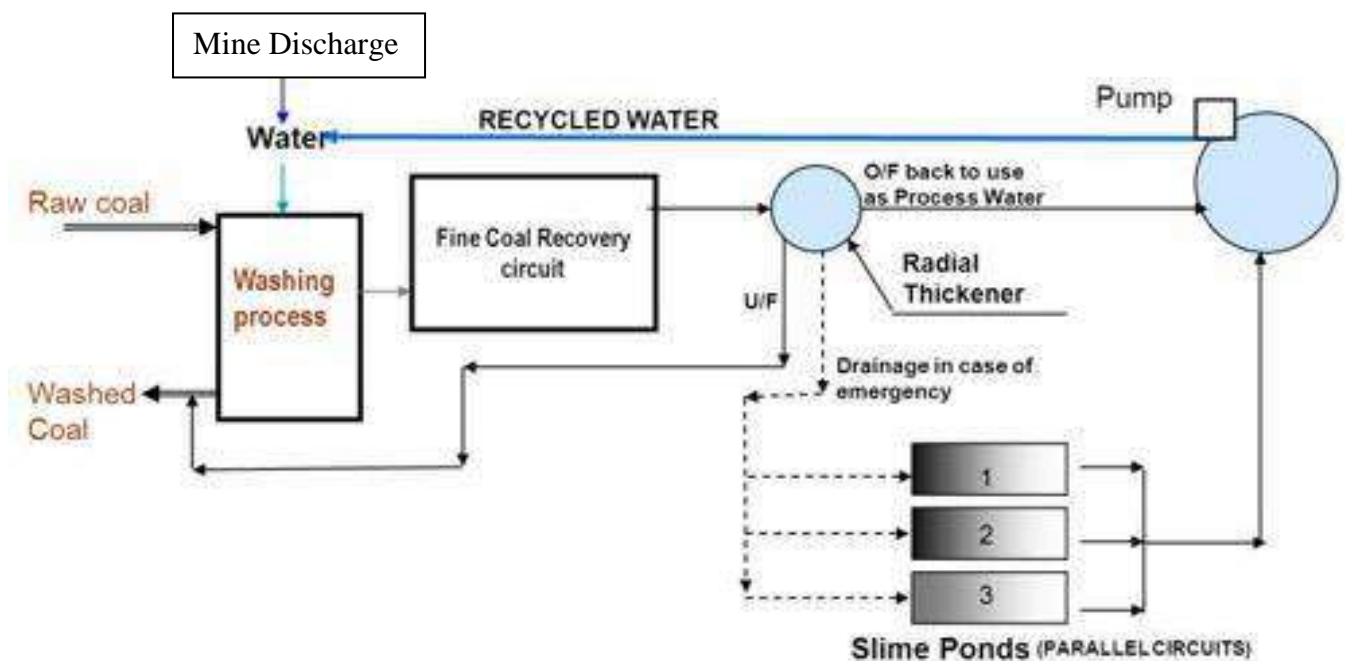 Mine Discharge
Pump
RECYCLED WATER
Water
O/F back to use
as Process Water
Raw coal
Fine Coal Recovery
circuit
Radial
Thickener
Washing
process
U/F
Drainage in case of
emergency
Washed
Coal
1
2
3
Slime Ponds (PARALLEL CIRCUITS)